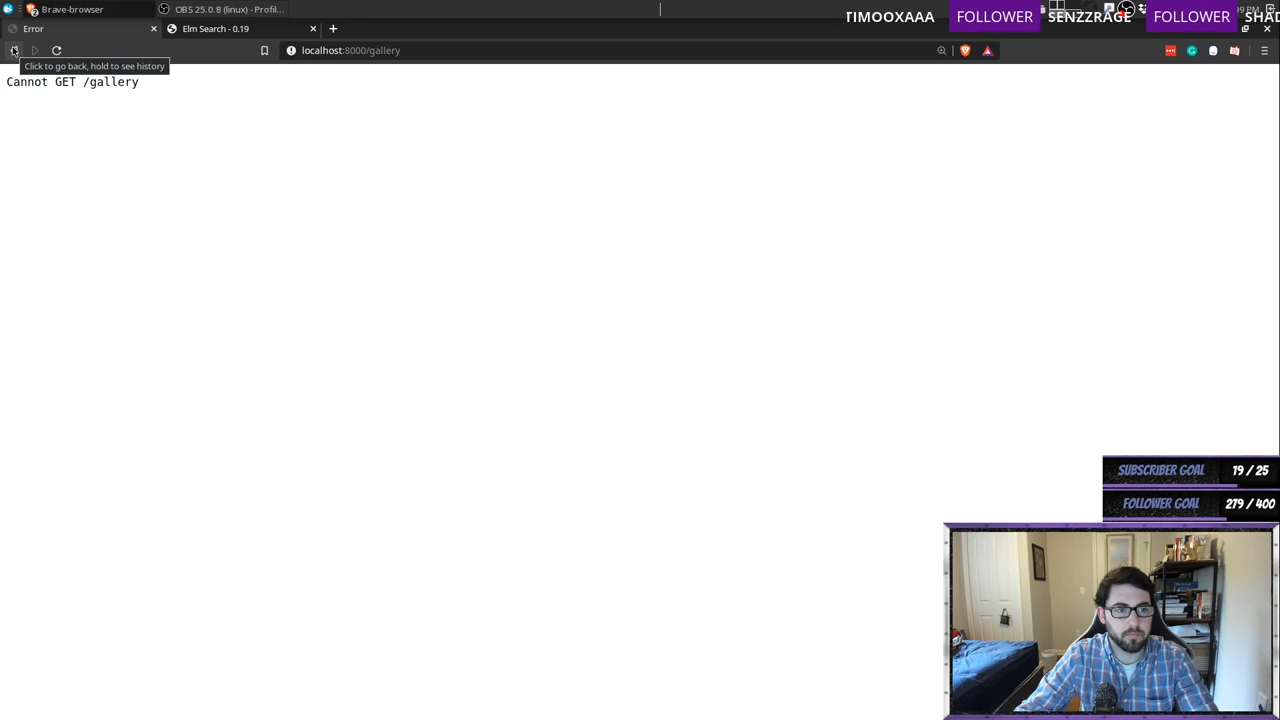 Brave-browser
OBS 25.0.8 (linux) - Profil...
TIMOOXAAA
FOLLOWER
SENZZRAGE
FOLLOWER
SHAD
Error
Elm Search - 0.19
localhost:8000/gallery
Click to go back, hold to see history
Cannot GET /gallery
SUBSCRIBER GOAL
19 / 25
FOLLOWER GOAL
279 / 400